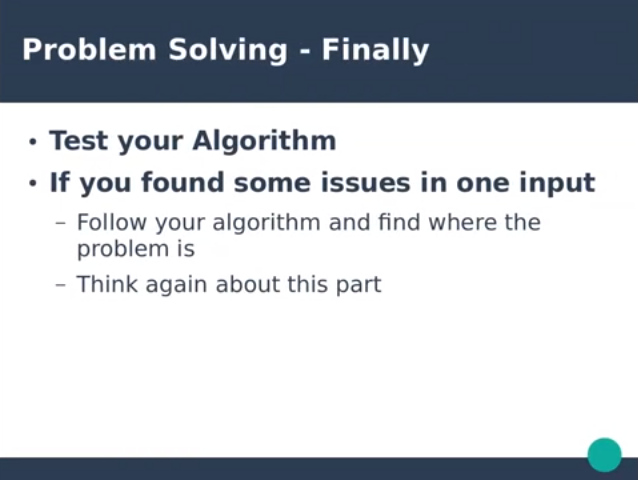 Problem Solving - Finally
• Test your Algorithm
• If you found some issues in one input
– Follow your algorithm and find where the
problem is
– Think again about this part